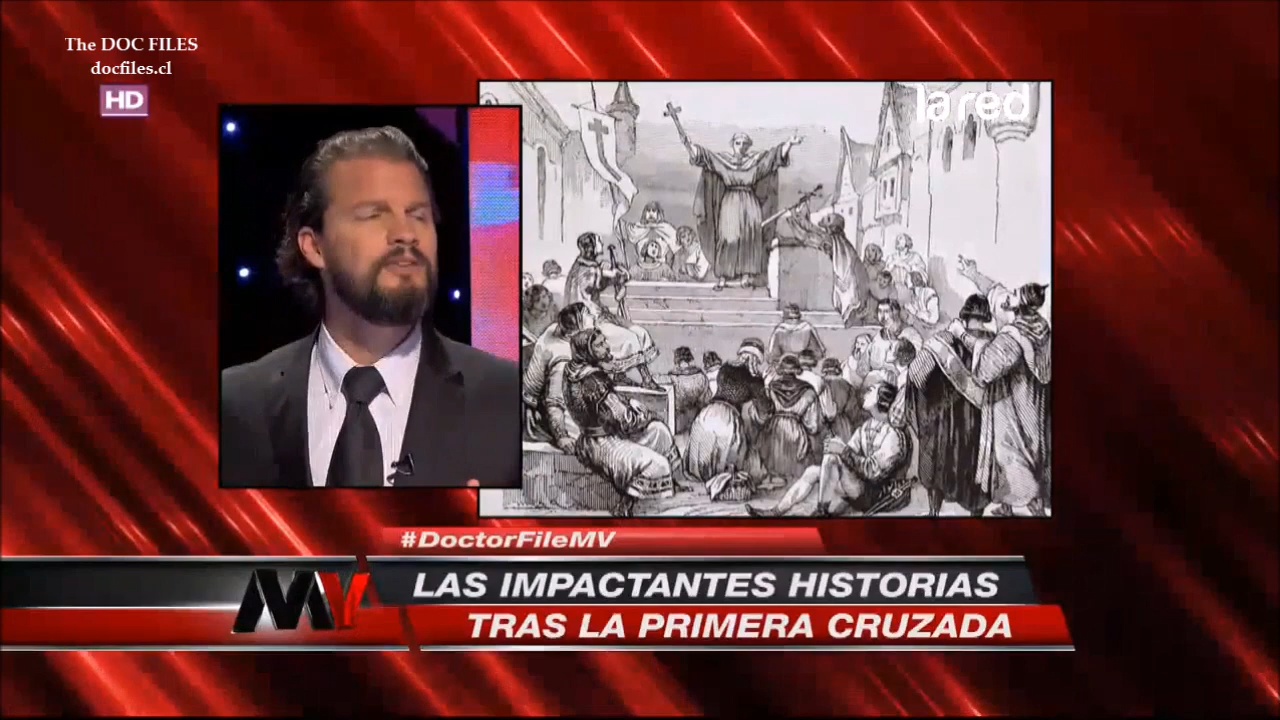 The DOC FILES
docfiles.cl
HD
la red
#DoctorFileMV
MV
LAS IMPACTANTES HISTORIAS
TRAS LA PRIMERA CRUZADA